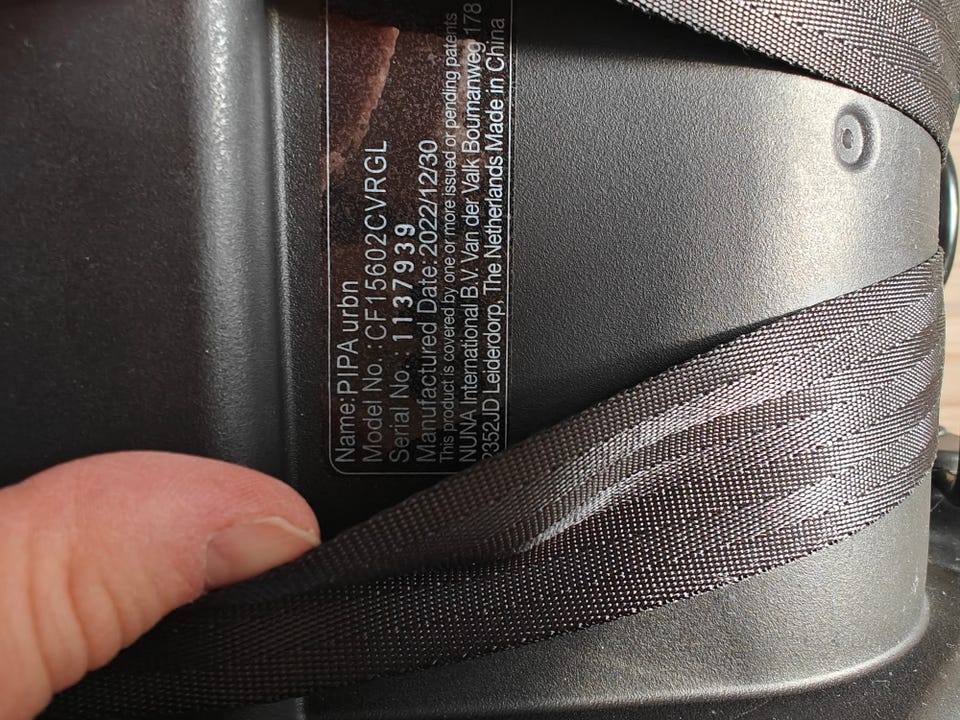 Name:PIPA urbn
Model No.:CF15602CVRGL
Serial No.: 1137939
Manufactured Date: 2022/12/30
This product is covered by one or more issued or pending patents
NUNA International B.V. Van der Valk Boumanweg 178
2352JD Leiderdorp, The Netherlands Made in China